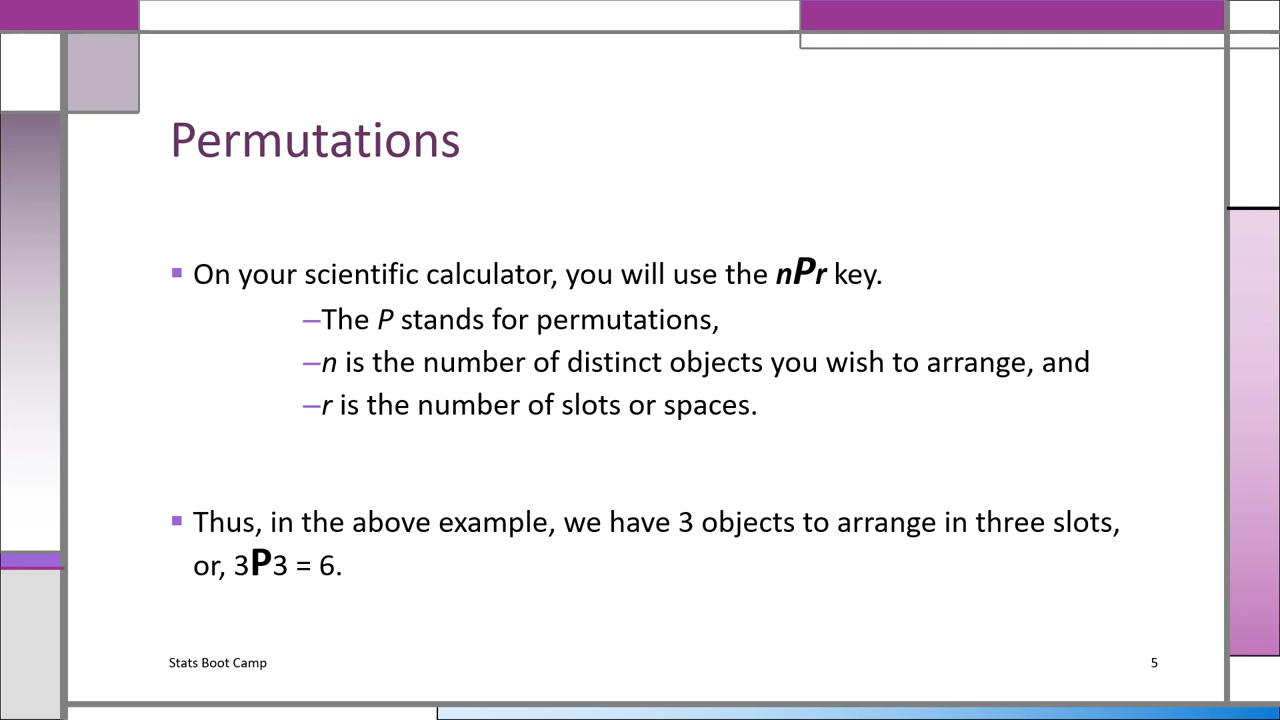 Permutations
▪ On your scientific calculator, you will use the nPr key.
–The P stands for permutations,
–n is the number of distinct objects you wish to arrange, and
–r is the number of slots or spaces.
▪ Thus, in the above example, we have 3 objects to arrange in three slots,
or, 3P3 = 6.
Stats Boot Camp
5